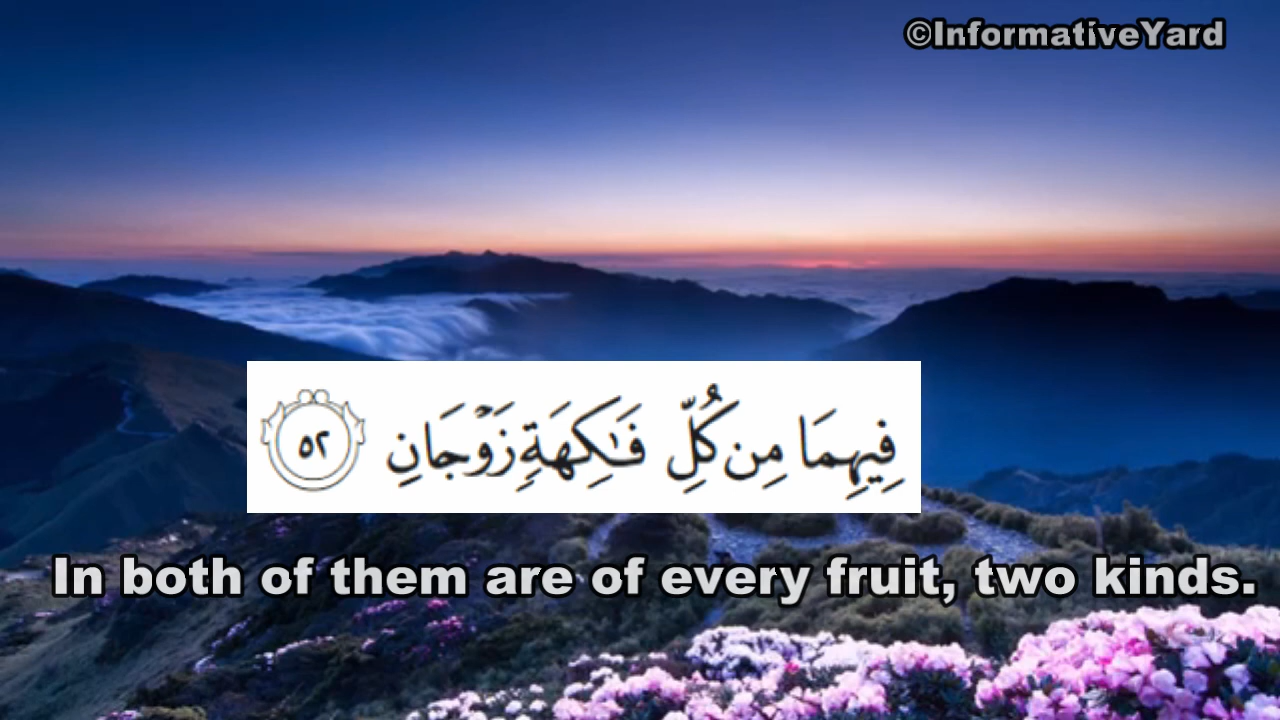 ©InformativeYard
فِيهِمَا مِن كُلِّ فَـٰكِهَةٍ زَوْجَانِ ٥٢
In both of them are of every fruit, two kinds.